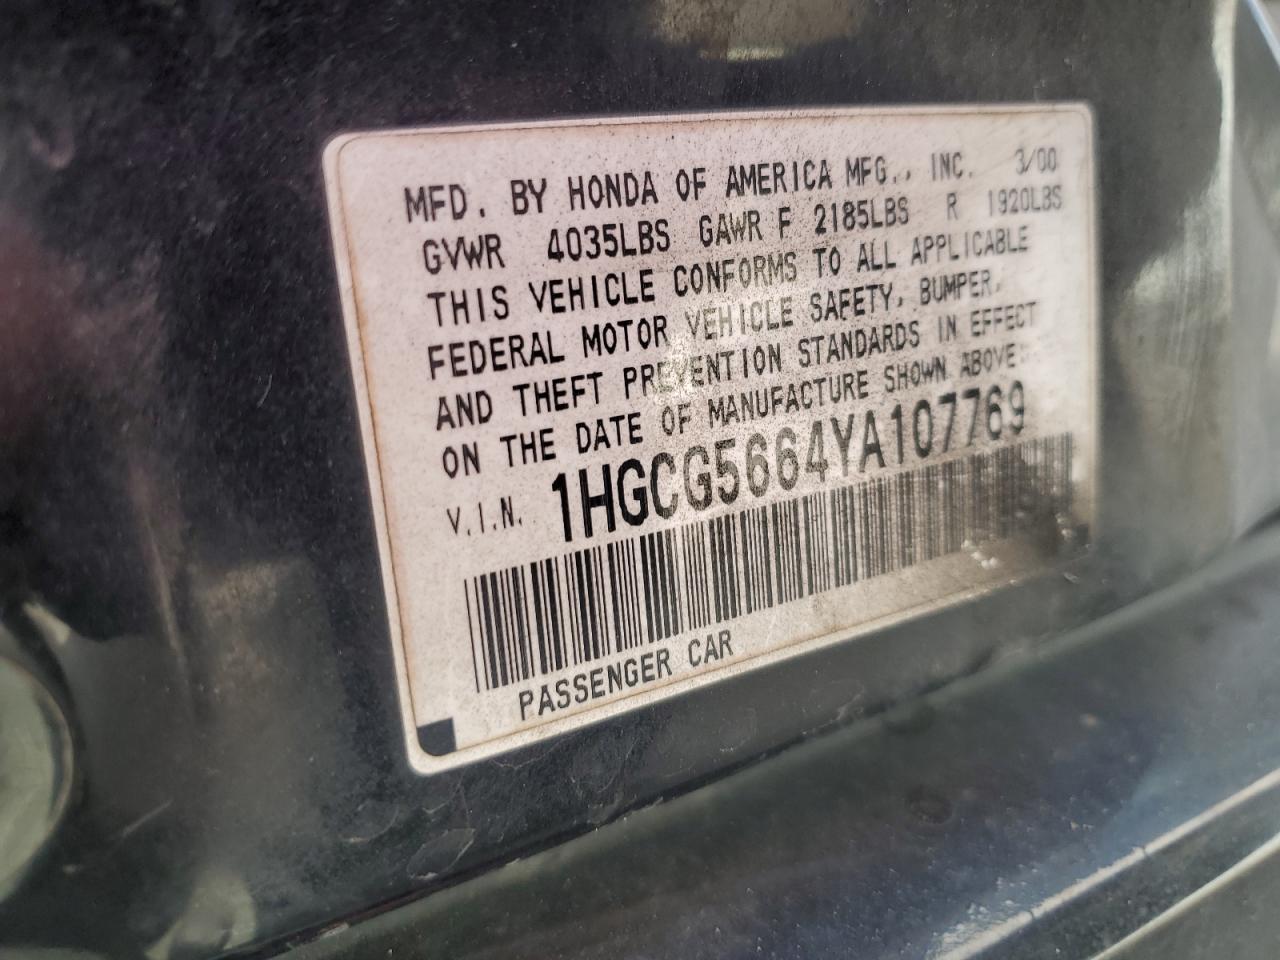 MFD. BY HONDA OF AMERICA MFG., INC. 3/00
GVWR 4035LBS GAWR F 2185LBS R 1920LBS
THIS VEHICLE CONFORMS TO ALL APPLICABLE
FEDERAL MOTOR VEHICLE SAFETY, BUMPER,
AND THEFT PREVENTION STANDARDS IN EFFECT
ON THE DATE OF MANUFACTURE SHOWN ABOVE.
V.I.N. 1HGCG5664YA107769
PASSENGER CAR